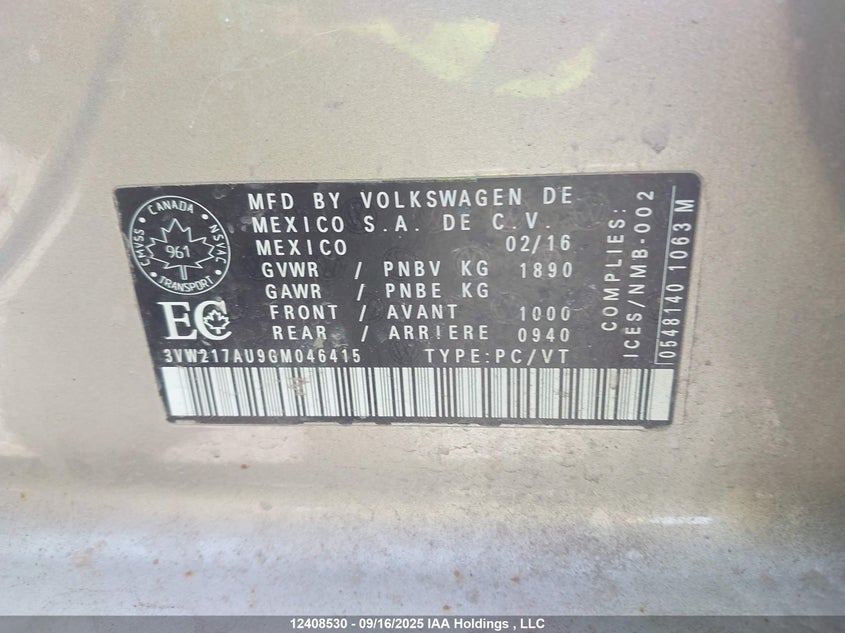 MFD BY VOLKSWAGEN DE
MEXICO S.A. DE C.V.
MEXICO 02/16
GVWR / PNBV KG 1890
GAWR / PNBE KG
FRONT / AVANT 1000
REAR / ARRIERE 0940
3VW217AU9GM046415 TYPE:PC/VT
CANADA
CMVSS 961 NSVAC
TRANSPORT
EC
COMPLIES:
ICES/NMB-002
0548140 1063 M
12408530 - 09/16/2025 IAA Holdings , LLC